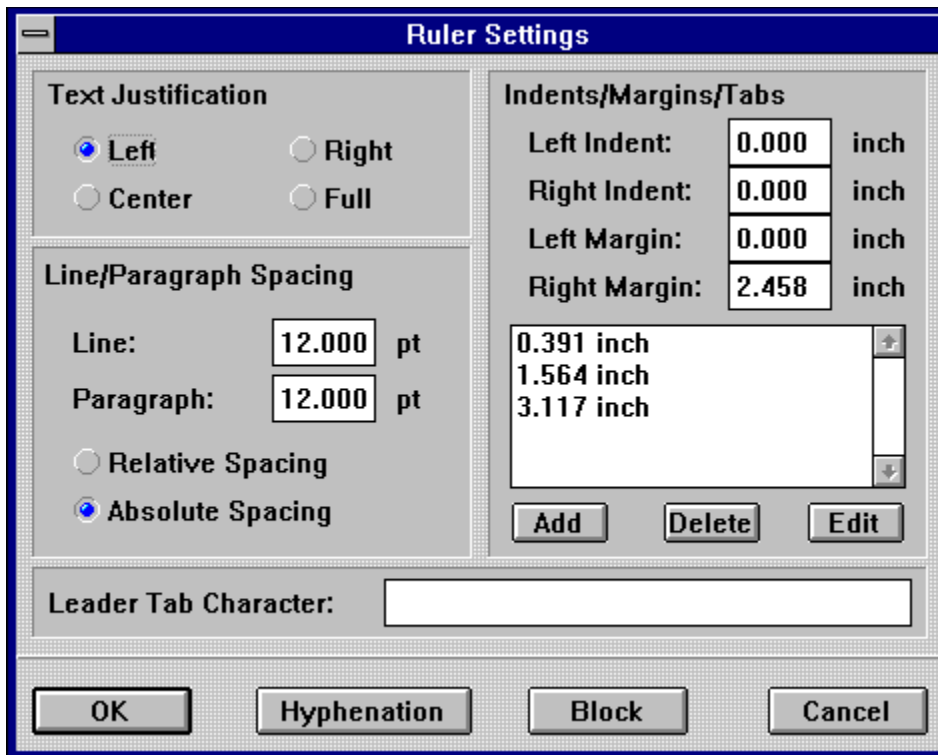 Ruler Settings
Text Justification
Left
Right
Center
Full
Line/Paragraph Spacing
Line: 12.000 pt
Paragraph: 12.000 pt
Relative Spacing
Absolute Spacing
Indents/Margins/Tabs
Left Indent: 0.000 inch
Right Indent: 0.000 inch
Left Margin: 0.000 inch
Right Margin: 2.458 inch
0.391 inch
1.564 inch
3.117 inch
Add Delete Edit
Leader Tab Character:
OK Hyphenation Block Cancel